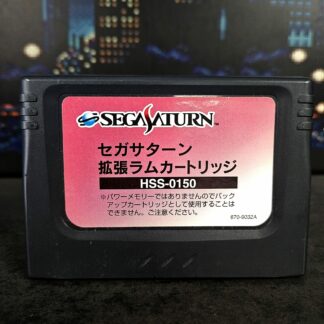 SEGASATURN™
セガサターン
拡張ラムカートリッジ
HSS-0150
※パワーメモリーではありませんのでバック
アップカートリッジとして使用することは
できません。ご注意ください。
670-9032A